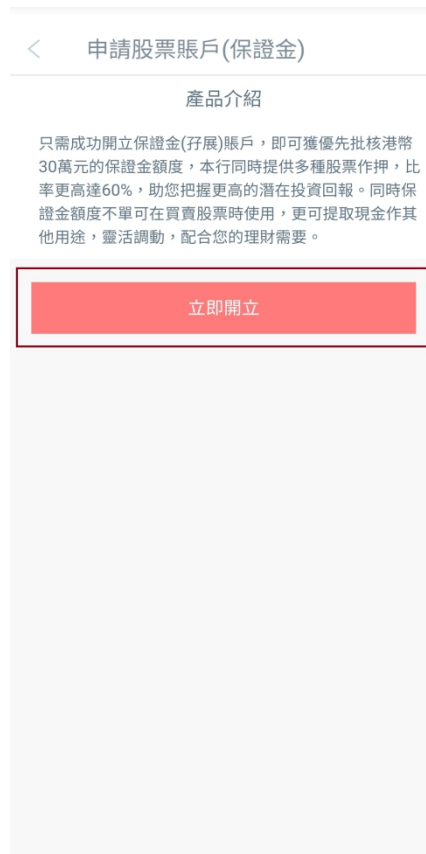 申請股票賬戶(保證金)
產品介紹
只需成功開立保證金(孖展)賬戶，即可獲優先批核港幣
30萬元的保證金額度，本行同時提供多種股票作押，比
率更高達60%，助您把握更高的潛在投資回報。同時保
證金額度不單可在買賣股票時使用，更可提取現金作其
他用途，靈活調動，配合您的理財需要。
立即開立